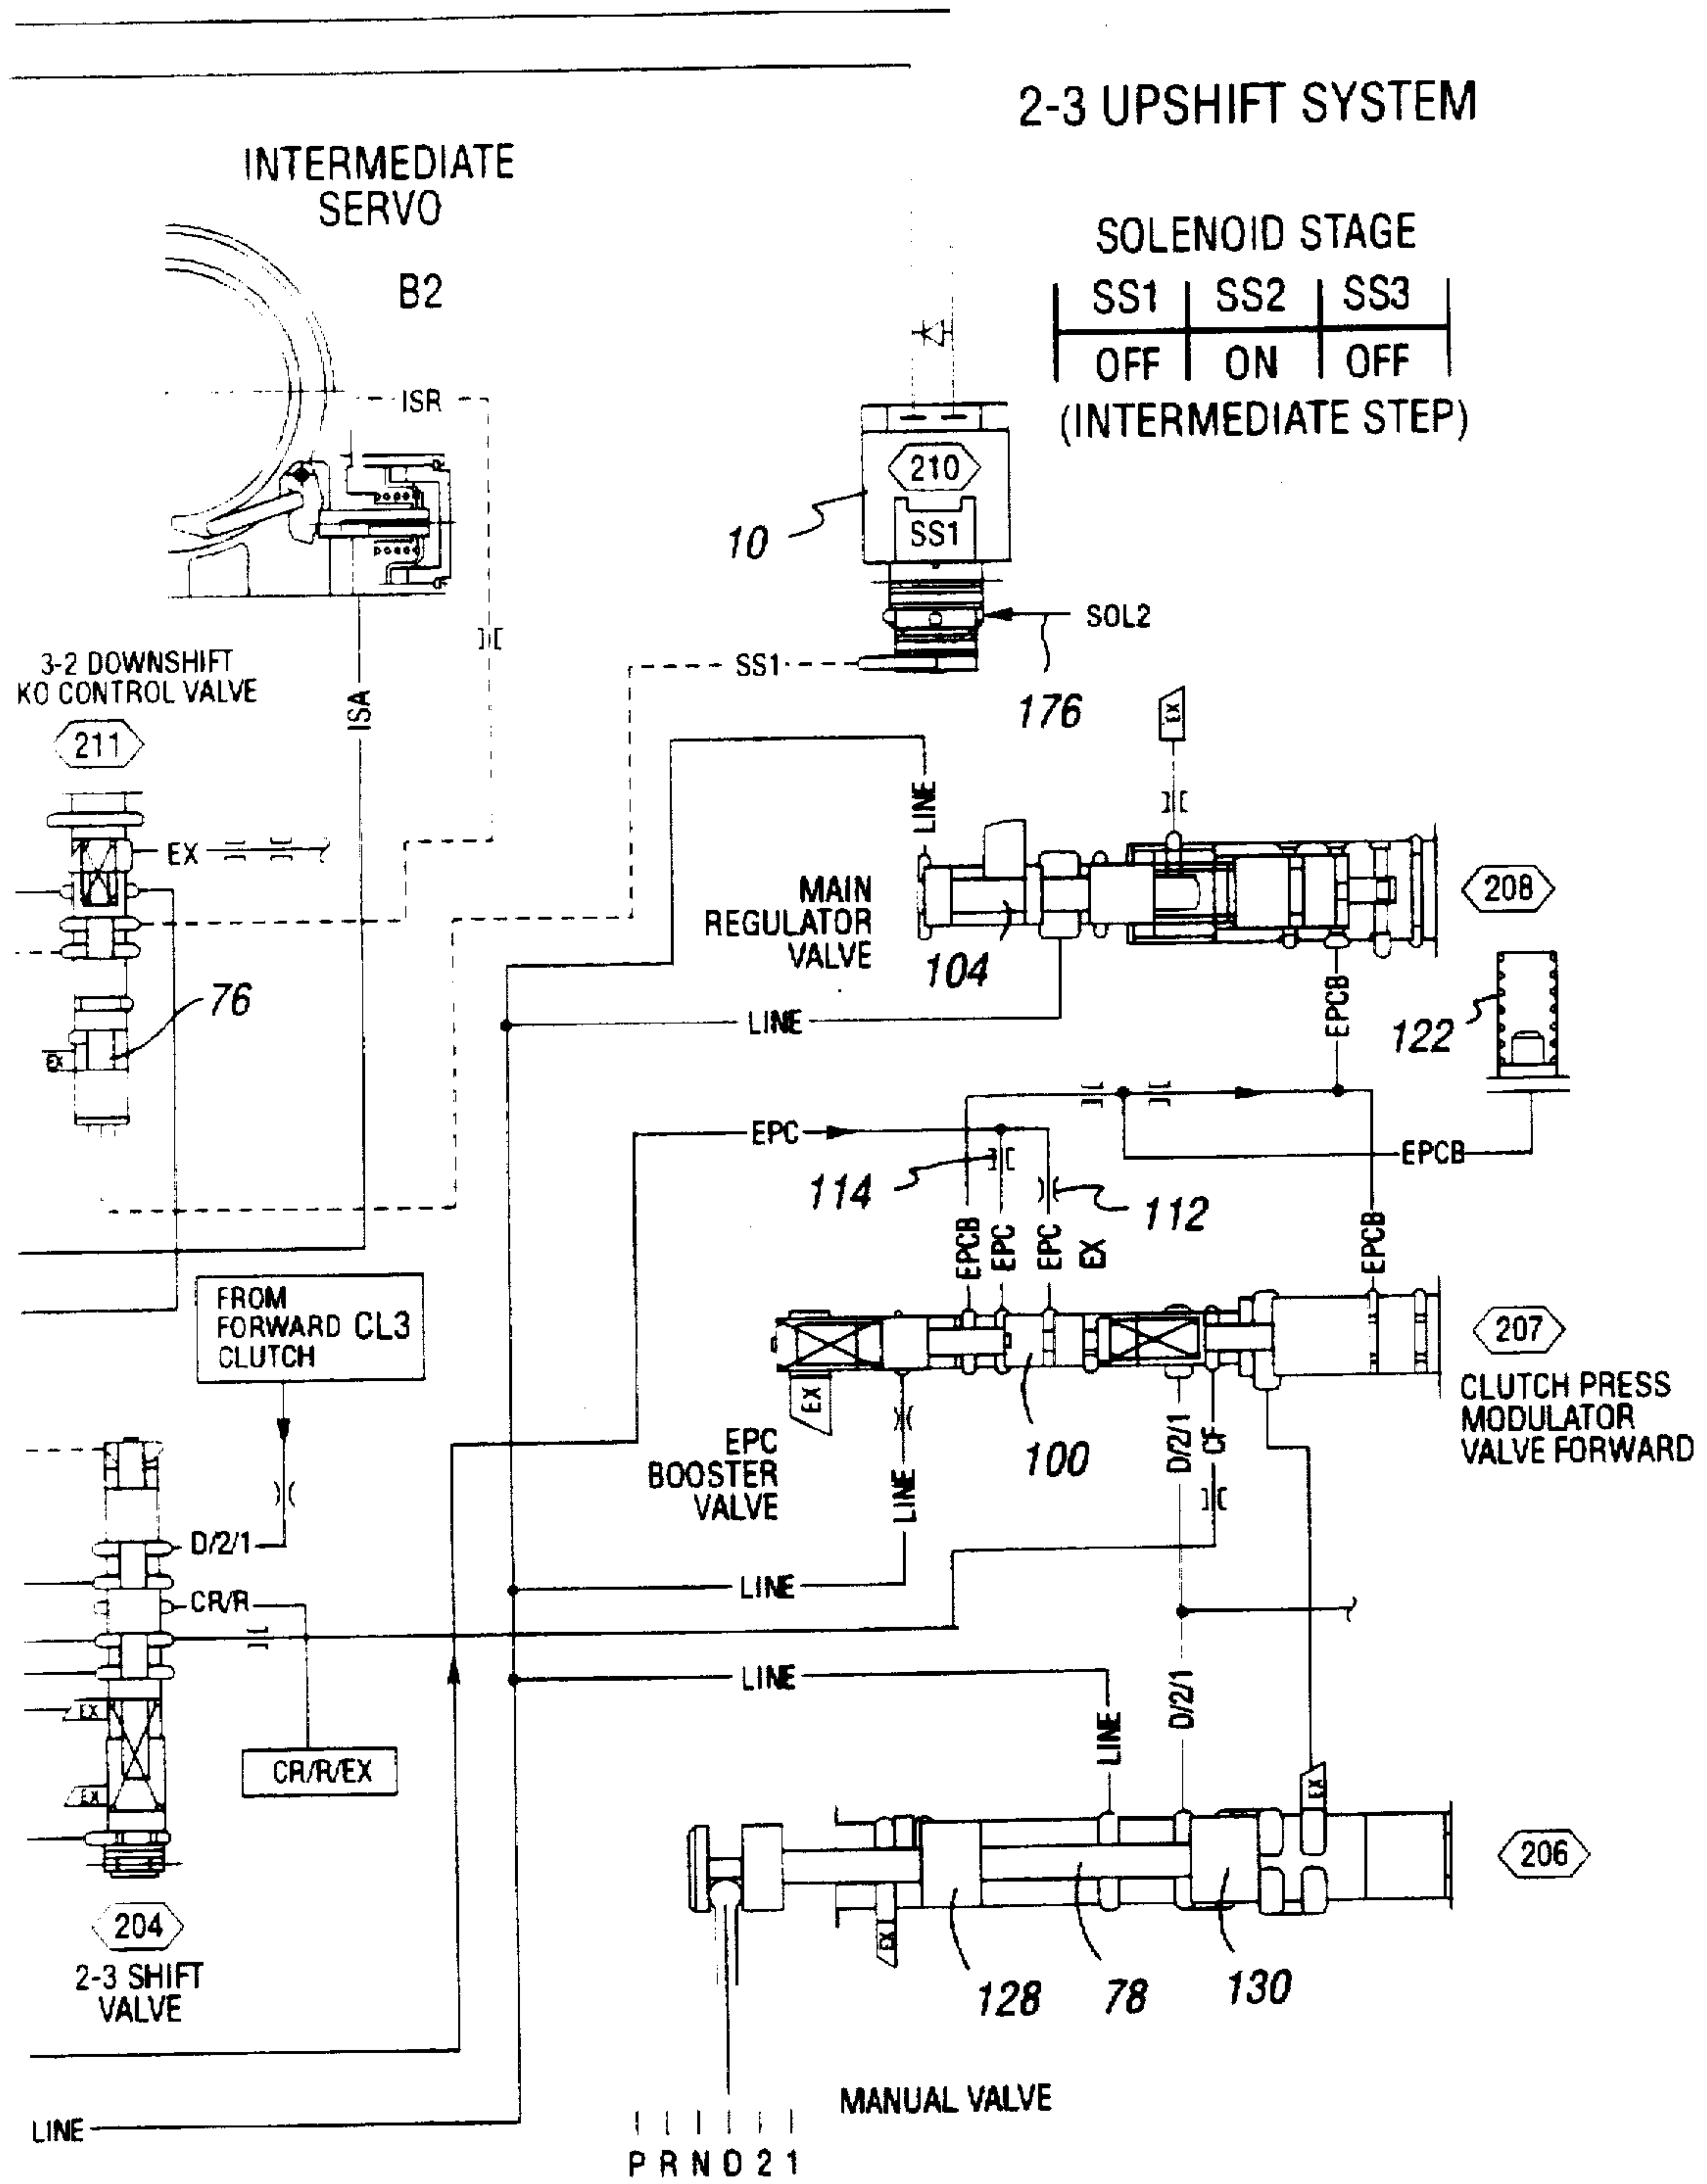 2-3 UPSHIFT SYSTEM
INTERMEDIATE
SERVO
B2
SOLENOID STAGE
SS1 SS2 SS3
OFF ON OFF
(INTERMEDIATE STEP)
ISR
210
10
SS1
SOL2
176
SS1
3-2 DOWNSHIFT
KO CONTROL VALVE
211
ISA
EX
EX
LINE
MAIN
REGULATOR
VALVE
104
208
76
EX
LINE
EPCB
122
EPC
EPCB
114
112
EPCB
EPC
EPC
EX
EPCB
FROM
FORWARD CL3
CLUTCH
207
CLUTCH PRESS
MODULATOR
VALVE FORWARD
EX
EPC
BOOSTER
VALVE
100
LINE
D/2/1
CF
D/2/1
CR/R
LINE
LINE
D/2/1
LINE
EX
EX
CR/R/EX
EX
206
204
2-3 SHIFT
VALVE
EX
128
78
130
MANUAL VALVE
LINE
P R N D 2 1